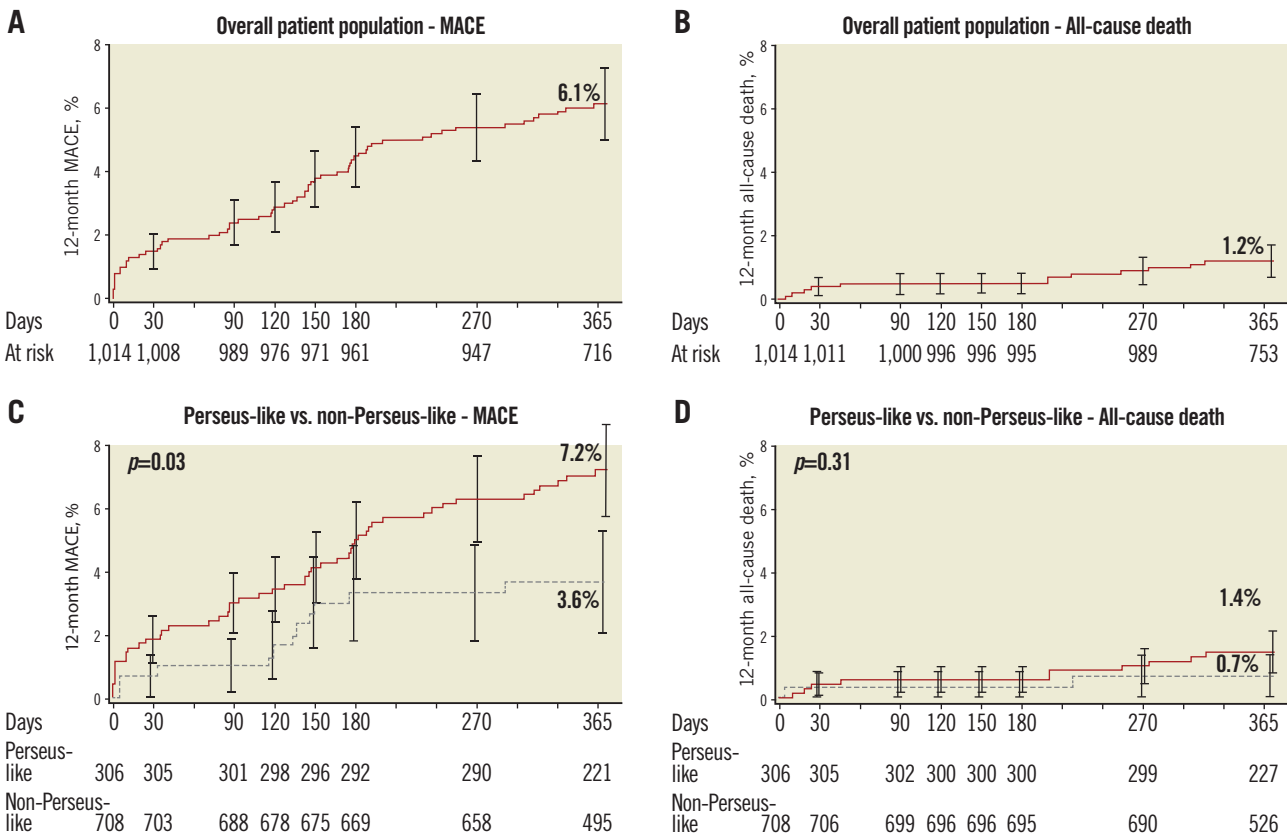 A
Overall patient population - MACE
12-month MACE, %
8
6
4
2
0
6.1%
Days 0 30 90 120 150 180 270 365
At risk 1,014 1,008 989 976 971 961 947 716
B
Overall patient population - All-cause death
12-month all-cause death, %
8
6
4
2
0
1.2%
Days 0 30 90 120 150 180 270 365
At risk 1,014 1,011 1,000 996 996 995 989 753
C
Perseus-like vs. non-Perseus-like - MACE
12-month MACE, %
8
6
4
2
0
p=0.03
7.2%
3.6%
Days 0 30 90 120 150 180 270 365
Perseus-
like 306 305 301 298 296 292 290 221
Non-Perseus-
like 708 703 688 678 675 669 658 495
D
Perseus-like vs. non-Perseus-like - All-cause death
12-month all-cause death, %
8
6
4
2
0
p=0.31
1.4%
0.7%
Days 0 30 90 120 150 180 270 365
Perseus-
like 306 305 302 300 300 300 299 227
Non-Perseus-
like 708 706 699 696 696 695 690 526